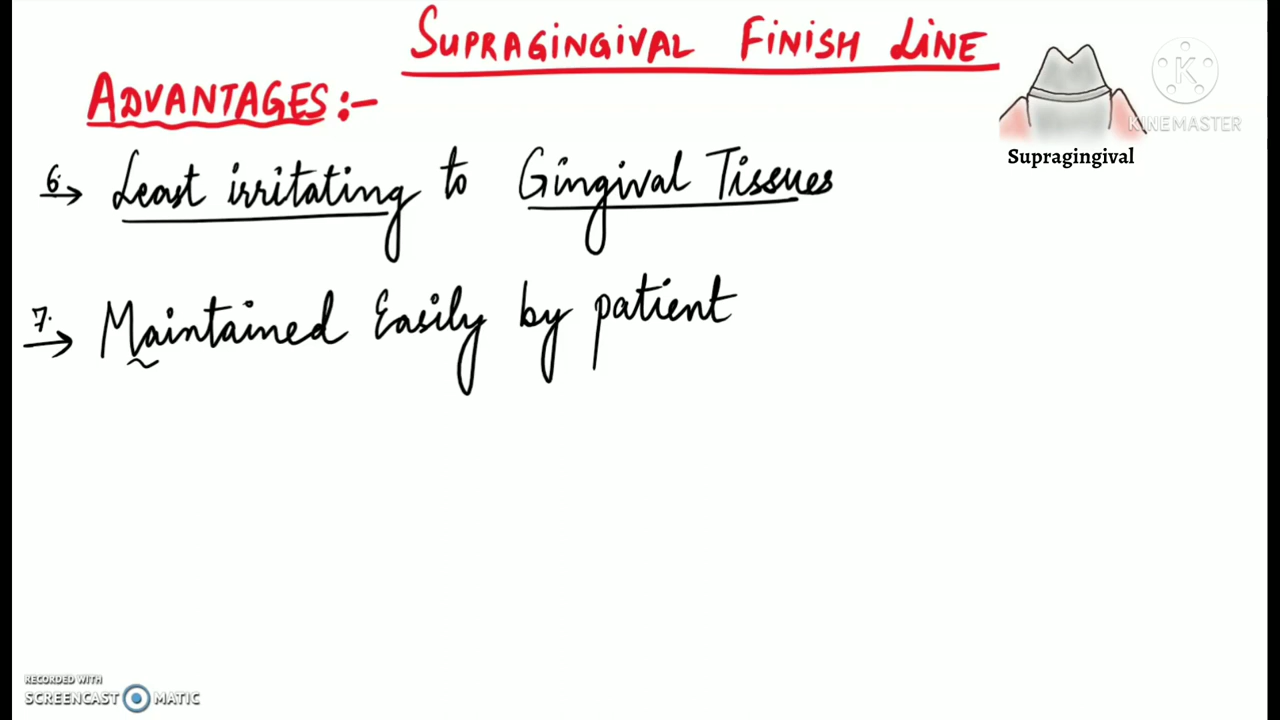 SUPRAGINGIVAL FINISH LINE
ADVANTAGES:-
6. → Least irritating to Gingival Tissues
7. → Maintained Easily by patient
Supragingival
K
KINEMASTER
RECORDED WITH
SCREENCAST MATIC